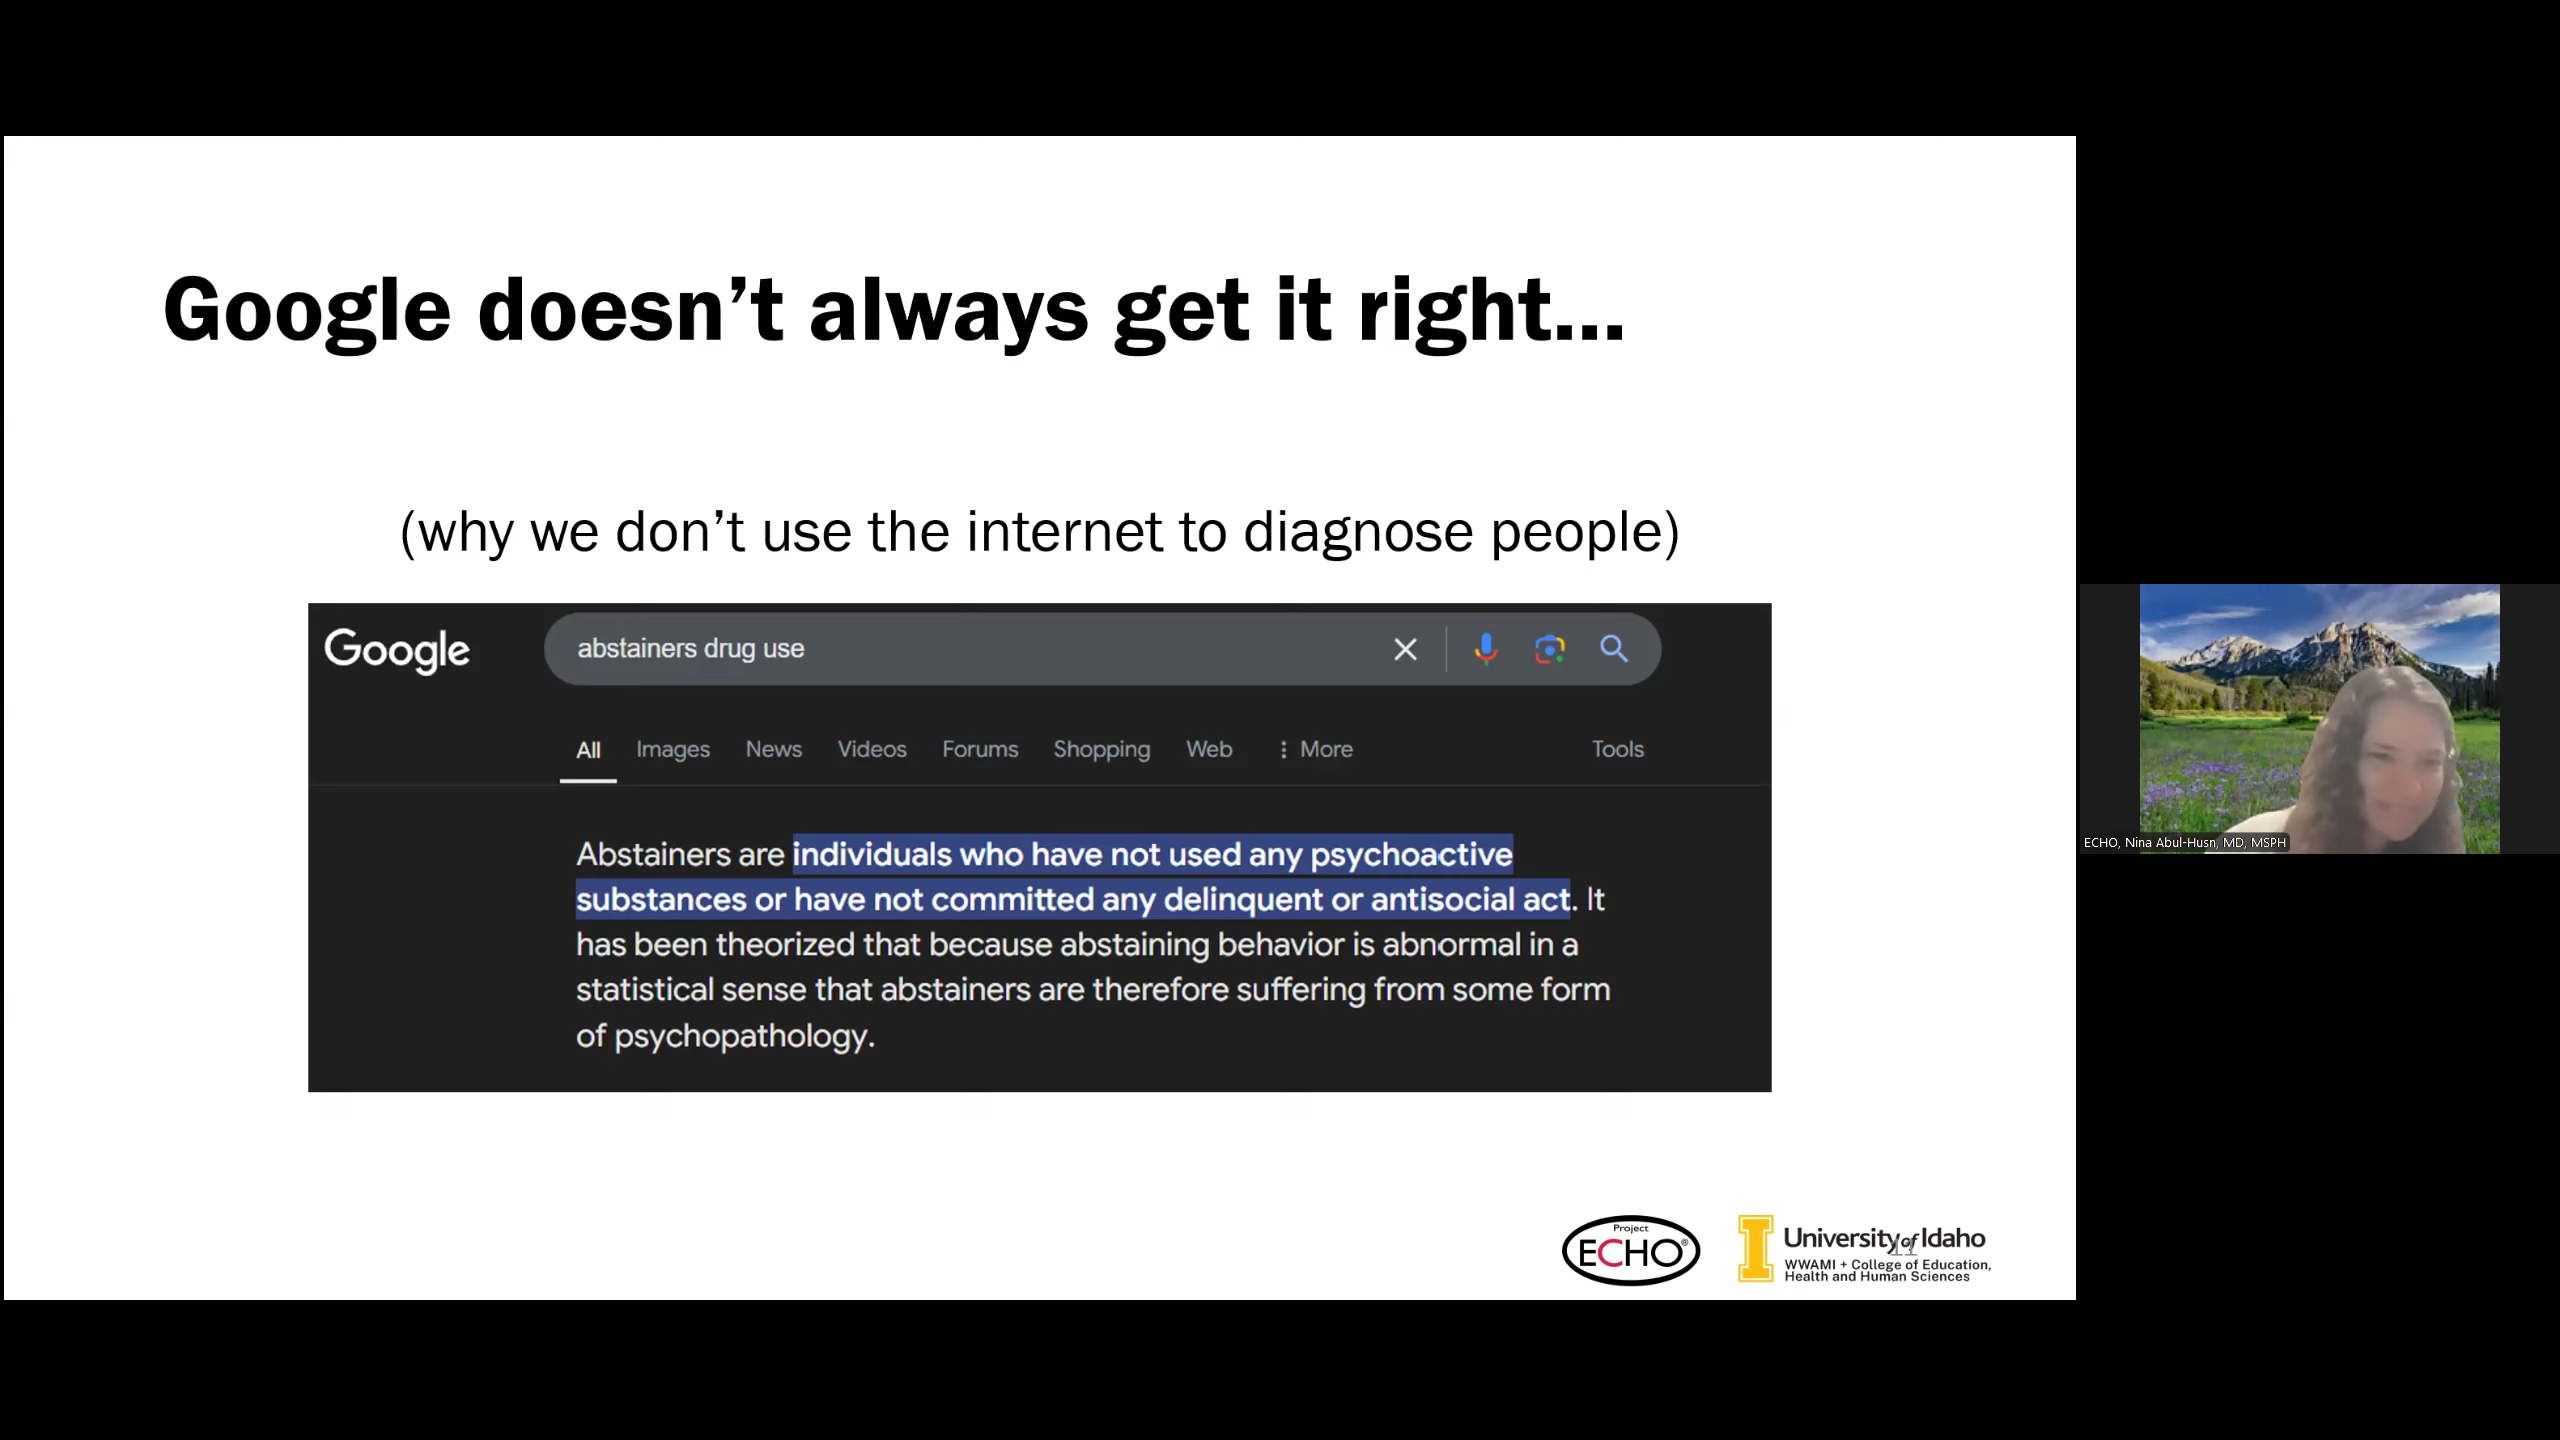 Google doesn’t always get it right...
(why we don’t use the internet to diagnose people)
Google
abstainers drug use
All Images News Videos Forums Shopping Web More Tools
Abstainers are individuals who have not used any psychoactive
substances or have not committed any delinquent or antisocial act. It
has been theorized that because abstaining behavior is abnormal in a
statistical sense that abstainers are therefore suffering from some form
of psychopathology.
ECHO, Nina Abul-Husn, MD, MSPH
Project
ECHO®
I
University of Idaho
WWAMI + College of Education,
Health and Human Sciences